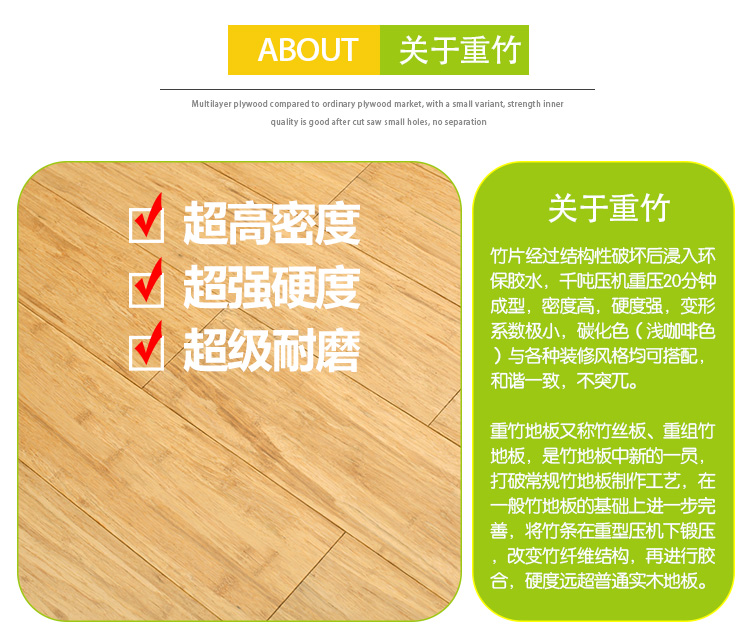 ABOUT 关于重竹
Multilayer plywood compared to ordinary plywood market, with a small variant, strength inner
quality is good after cut saw small holes, no separation
超高密度
超强硬度
超级耐磨
关于重竹
竹片经过结构性破坏后浸入环
保胶水，千吨压机重压20分钟
成型，密度高，硬度强，变形
系数极小，碳化色（浅咖啡色
）与各种装修风格均可搭配，
和谐一致，不突兀。
重竹地板又称竹丝板、重组竹
地板，是竹地板中新的一员，
打破常规竹地板制作工艺，在
一般竹地板的基础上进一步完
善，将竹条在重型压机下锻压
，改变竹纤维结构，再进行胶
合，硬度远超普通实木地板。